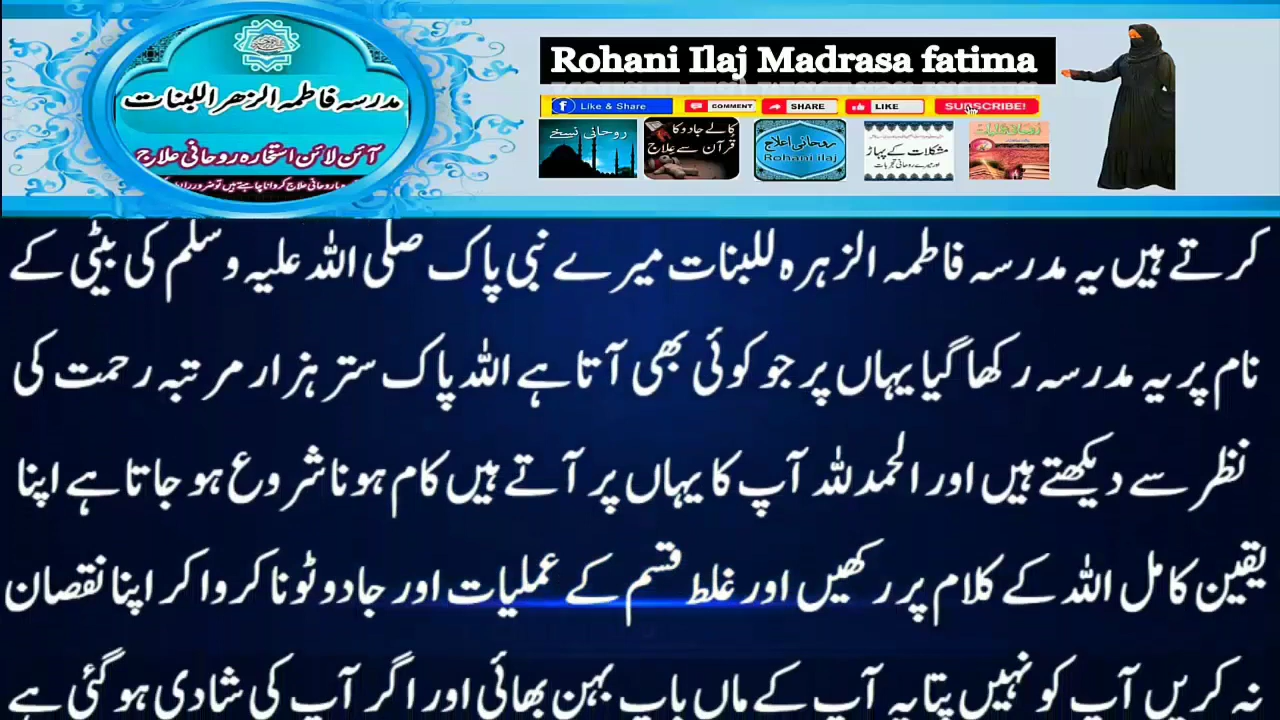 مدرسہ فاطمہ الزھرا للبنات
آئن لائن استخارہ روحانی علاج
Rohani Ilaj Madrasa fatima
Like & Share
COMMENT
SHARE
LIKE
SUBSCRIBE!
روحانی نسخے
کالے جادو کا
قرآن سے علاج
روحانی علاج
Rohani ilaj
مشکلات کے پہاڑ
کرتے ہیں یہ مدرسہ فاطمہ الزہرہ للبنات میرے نبی پاک صلی اللہ علیہ وسلم کی بیٹی کے
نام پر یہ مدرسہ رکھا گیا یہاں پر جو کوئی بھی آتا ہے اللہ پاک ستر ہزار مرتبہ رحمت کی
نظر سے دیکھتے ہیں اور الحمدللہ آپ کا یہاں پر آتے ہیں کام ہونا شروع ہو جاتا ہے اپنا
یقین کامل اللہ کے کلام پر رکھیں اور غلط قسم کے عملیات اور جادو ٹونا کروا کر اپنا نقصان
نہ کریں آپ کو نہیں پتا یہ آپ کے ماں باپ بہن بھائی اور اگر آپ کی شادی ہو گئی ہے